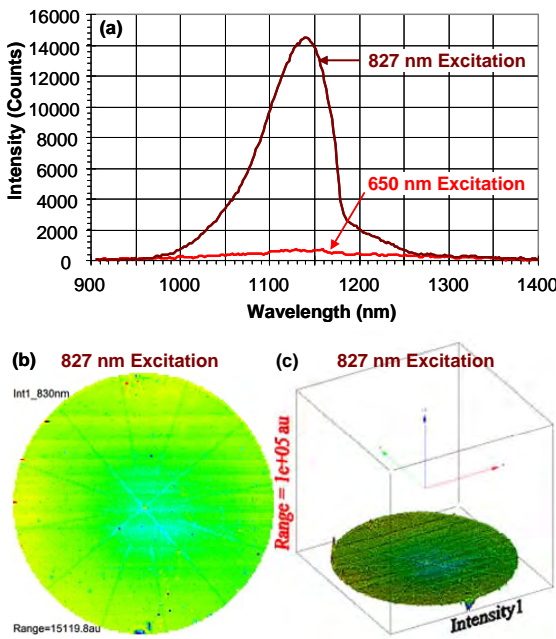 (a)
16000
14000
12000
10000
8000
6000
4000
2000
0
Intensity (Counts)
827 nm Excitation
650 nm Excitation
900 1000 1100 1200 1300 1400
Wavelength (nm)
(b) 827 nm Excitation
Int1_830nm
Range=15119.8au
(c) 827 nm Excitation
Range = 1e+05 au
Intensity1